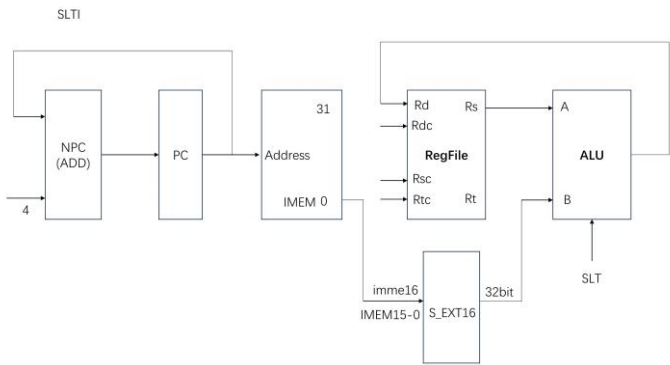 SLTI
NPC
(ADD)
4
PC
31
Address
IMEM 0
Rd
Rs
Rdc
RegFile
Rsc
Rtc
Rt
A
ALU
B
SLT
imme16
IMEM15-0
S_EXT16
32bit